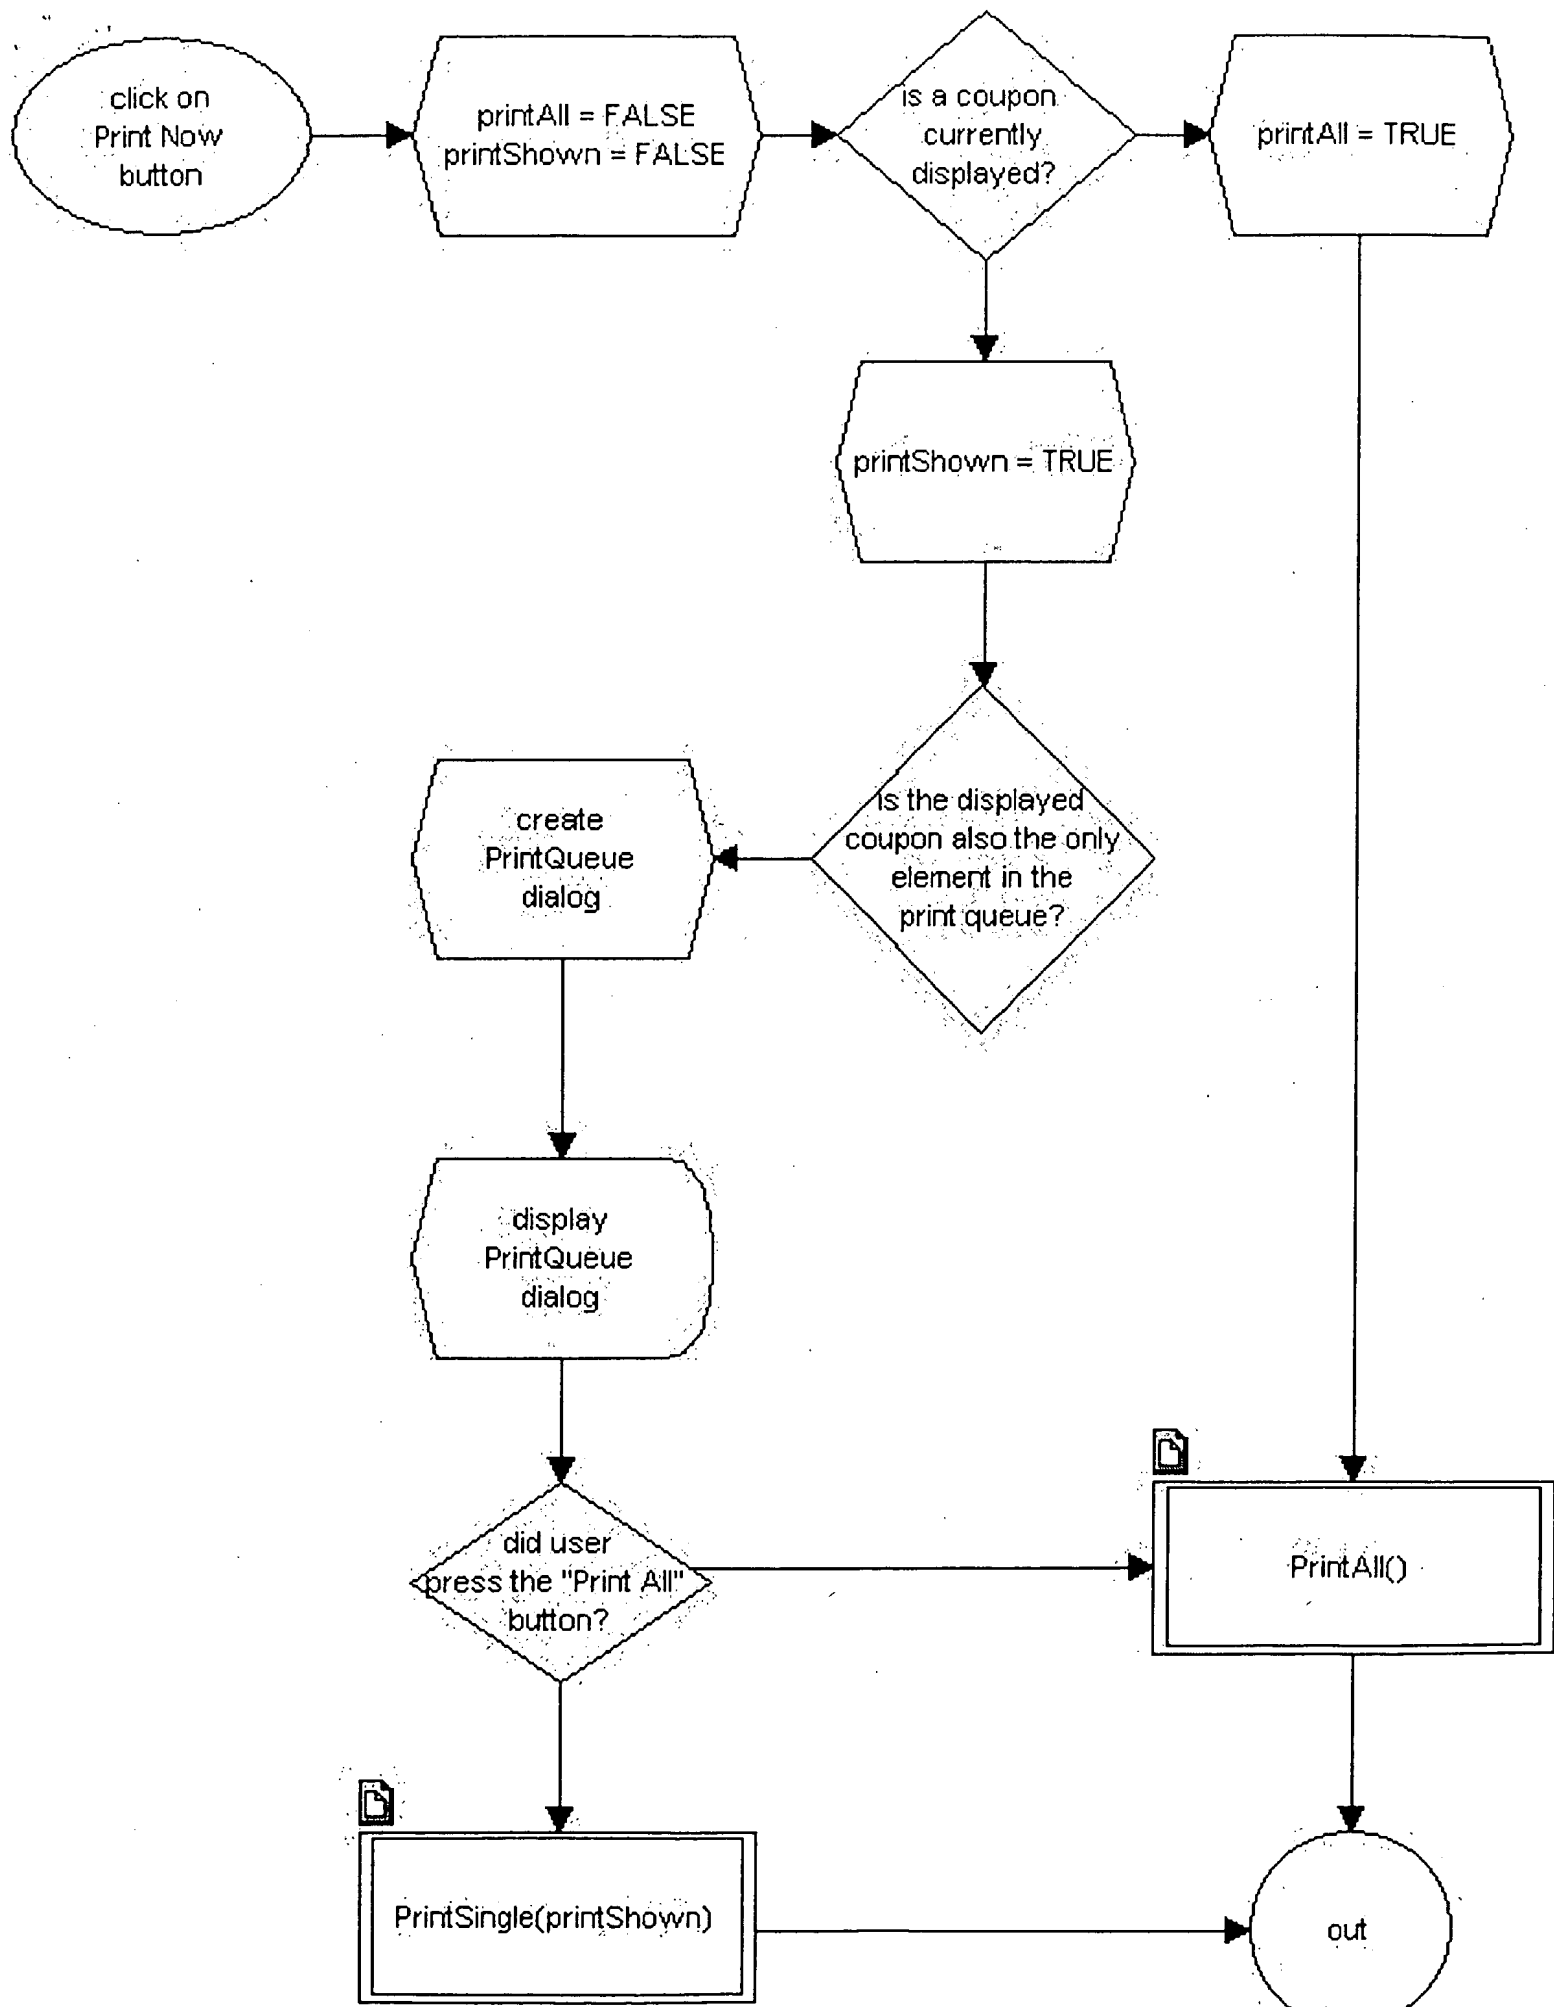 click on
Print Now
button
printAll = FALSE
printShown = FALSE
is a coupon
currently
displayed?
printAll = TRUE
printShown = TRUE
is the displayed
coupon also the only
element in the
print queue?
create
PrintQueue
dialog
display
PrintQueue
dialog
did user
press the "Print All"
button?
PrintAll()
PrintSingle(printShown)
out